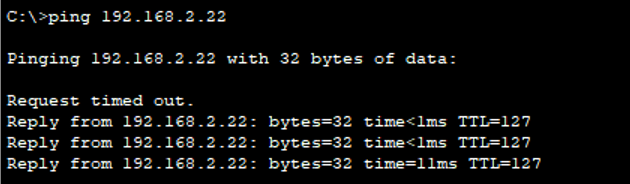 C:\>ping 192.168.2.22
Pinging 192.168.2.22 with 32 bytes of data:
Request timed out.
Reply from 192.168.2.22: bytes=32 time<1ms TTL=127
Reply from 192.168.2.22: bytes=32 time<1ms TTL=127
Reply from 192.168.2.22: bytes=32 time=11ms TTL=127